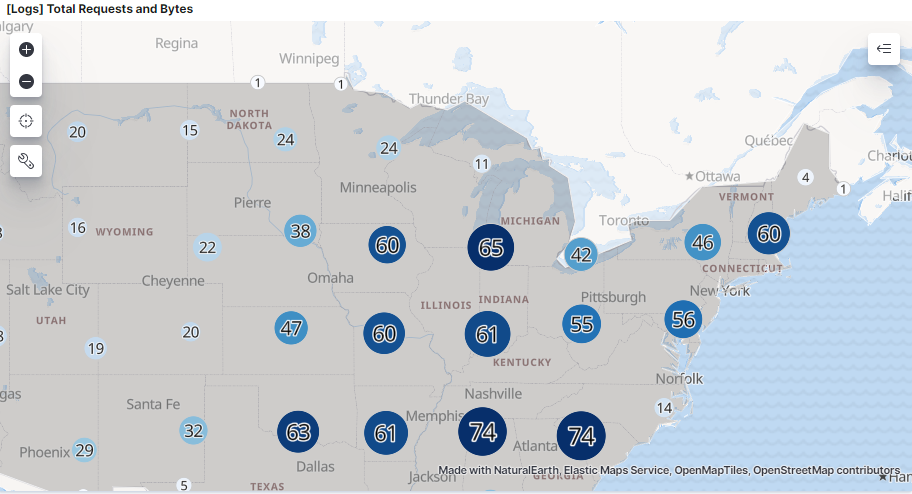 [Logs] Total Requests and Bytes
lgary
Regina
Winnipeg
1
1
Thunder Bay
NORTH
DAKOTA
20
15
24
24
Québec
11
Charlot
Minneapolis
Ottawa
4
1
VERMONT
Halif
Pierre
MICHIGAN
Toronto
16
WYOMING
22
38
60
65
42
46
60
CONNECTICUT
Cheyenne
Omaha
Salt Lake City
New York
ILLINOIS
INDIANA
Pittsburgh
UTAH
20
47
60
61
55
56
19
KENTUCKY
Norfolk
Nashville
Santa Fe
14
Memphis
32
63
61
74
74
Atlanta
gas
Phoenix
29
Dallas
Jackson
Made with NaturalEarth, Elastic Maps Service, OpenMapTiles, OpenStreetMap contributors
GEORGIA
Ham
5
TEXAS